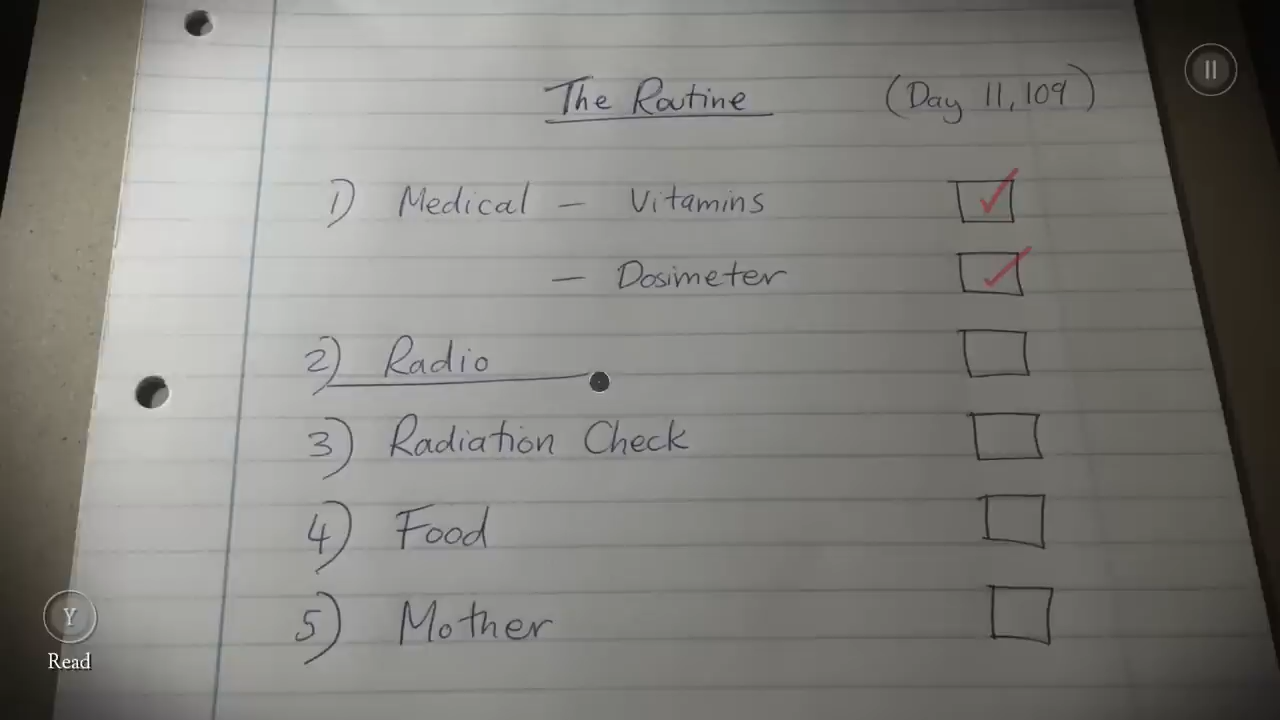 The Routine (Day 11,109)
1) Medical - Vitamins
- Dosimeter
2) Radio
3) Radiation Check
4) Food
5) Mother
Y
Read